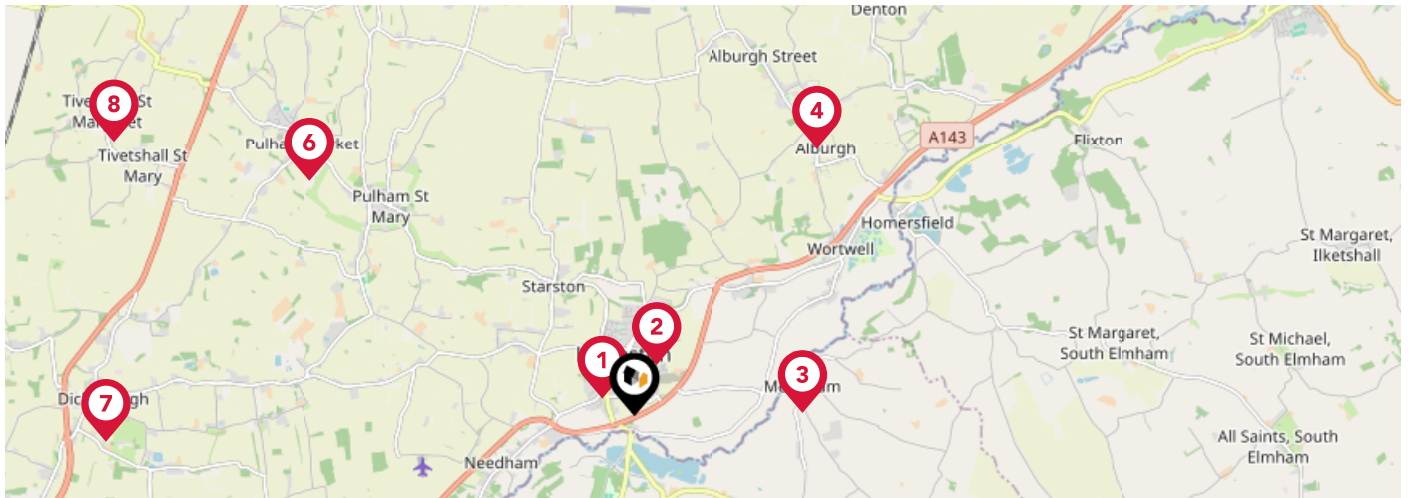 Denton
Alburgh Street
8
4
6
A143
Alburgh
Flixton
Tivetshall St
Mary
Pulham St
Mary
Homersfield
Wortwell
St Margaret,
Ilketshall
Starston
2
1
St Margaret,
South Elmham
St Michael,
South Elmham
3
7
All Saints, South
Elmham
Needham